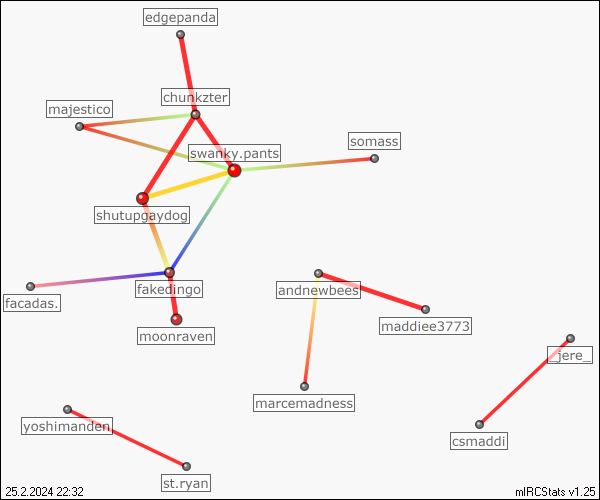 edgepanda
chunkzter
majestico
somass
swanky.pants
shutupgaydog
fakedingo
andnewbees
facadas.
maddiee3773
moonraven
_jere_
marcemadness
yoshimanden
csmaddi
st.ryan
25.2.2024 22:32
mIRCStats v1.25